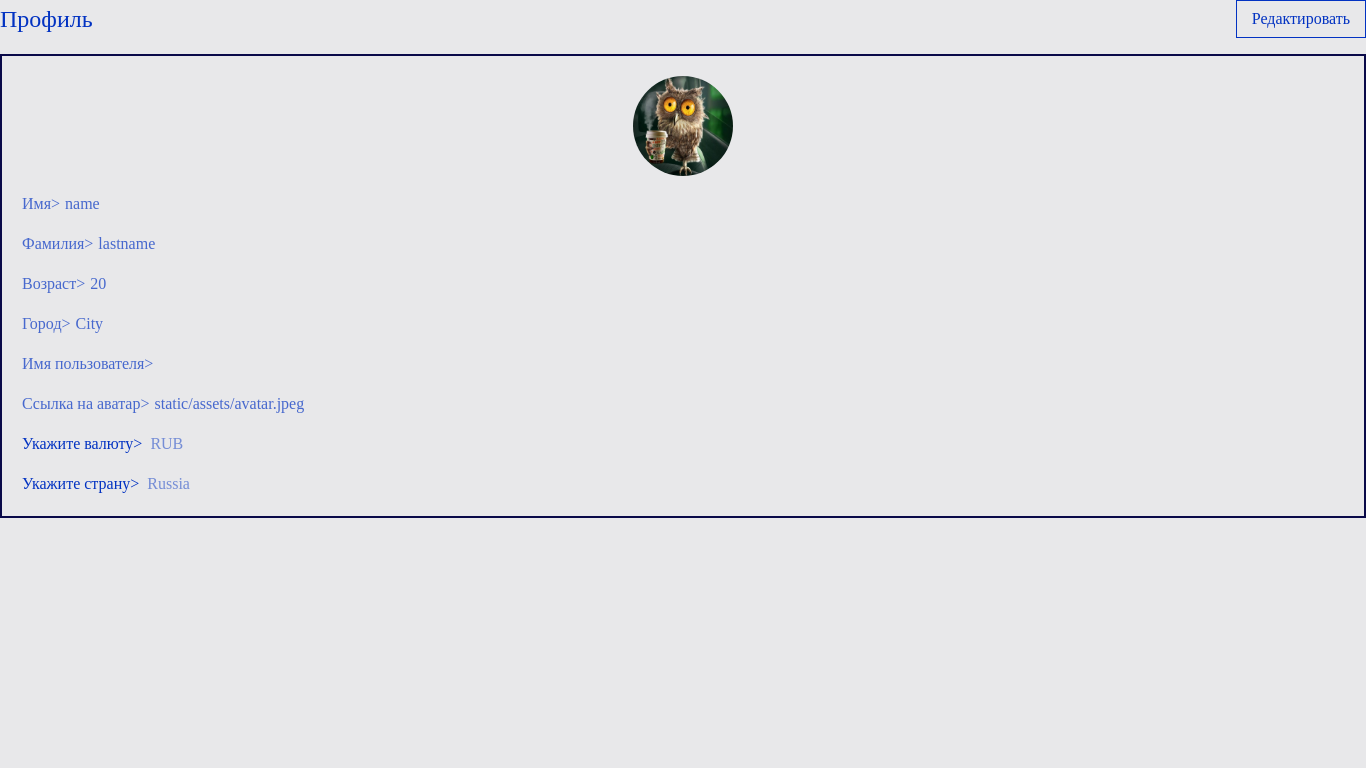 Профиль
Редактировать
Имя> name
Фамилия> lastname
Возраст> 20
Город> City
Имя пользователя>
Ссылка на аватар> static/assets/avatar.jpeg
Укажите валюту> RUB
Укажите страну> Russia